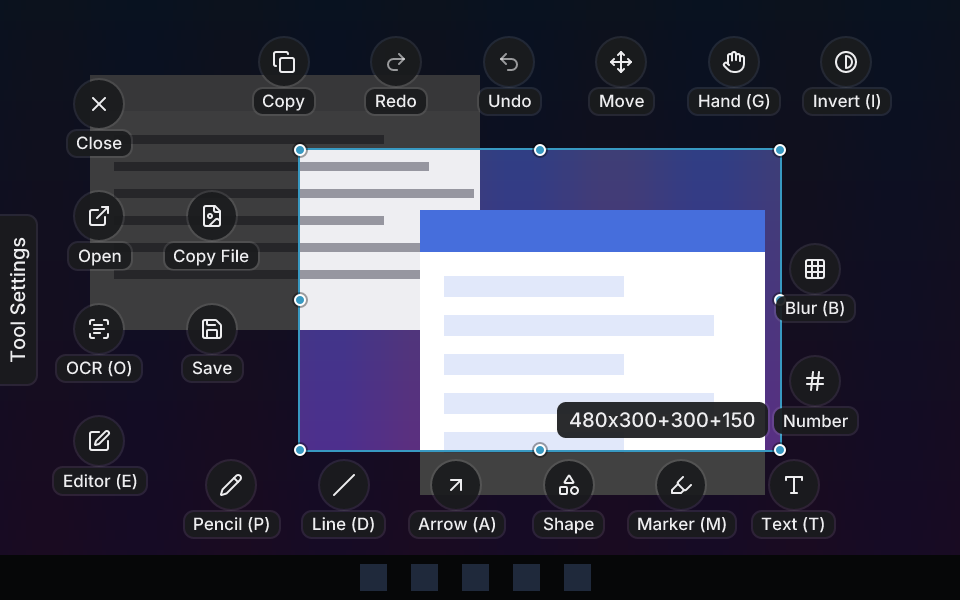 Copy
Redo
Undo
Move
Hand (G)
Invert (I)
Close
Open
Copy File
Tool Settings
Blur (B)
OCR (O)
Save
480x300+300+150
Number
Editor (E)
Pencil (P)
Line (D)
Arrow (A)
Shape
Marker (M)
Text (T)